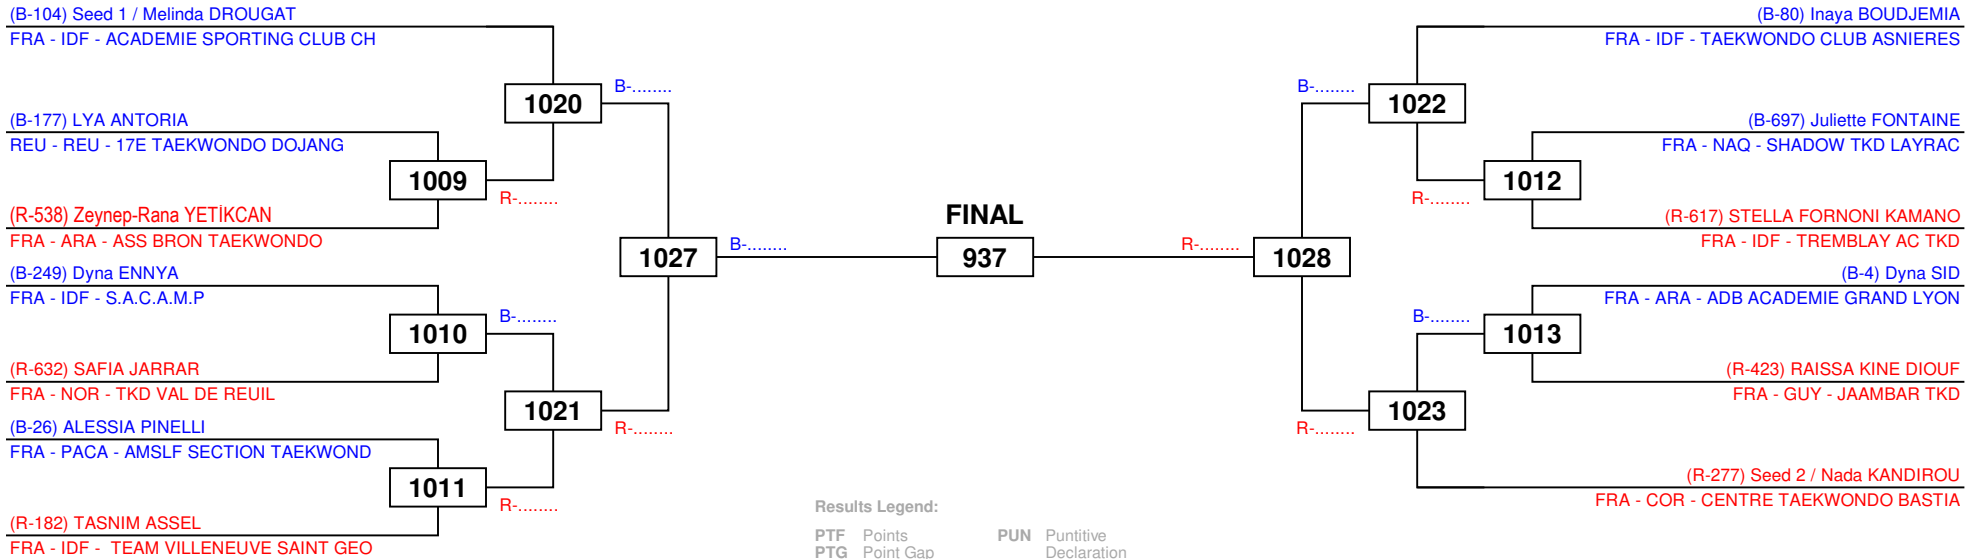 (B-104) Seed 1 / Melinda DROUGAT
FRA - IDF - ACADEMIE SPORTING CLUB CH
1020
B-........
(B-177) LYA ANTORIA
REU - REU - 17E TAEKWONDO DOJANG
1009
R-........
(R-538) Zeynep-Rana YETİKCAN
FRA - ARA - ASS BRON TAEKWONDO
1027
B-........
(B-249) Dyna ENNYA
FRA - IDF - S.A.C.A.M.P
1010
B-........
(R-632) SAFIA JARRAR
FRA - NOR - TKD VAL DE REUIL
1021
R-........
(B-26) ALESSIA PINELLI
FRA - PACA - AMSLF SECTION TAEKWOND
1011
R-........
(R-182) TASNIM ASSEL
FRA - IDF - TEAM VILLENEUVE SAINT GEO
FINAL
937
(B-80) Inaya BOUDJEMIA
FRA - IDF - TAEKWONDO CLUB ASNIERES
B-........
1022
(B-697) Juliette FONTAINE
FRA - NAQ - SHADOW TKD LAYRAC
1012
R-........
(R-617) STELLA FORNONI KAMANO
FRA - IDF - TREMBLAY AC TKD
R-........
1028
(B-4) Dyna SID
FRA - ARA - ADB ACADEMIE GRAND LYON
B-........
1013
(R-423) RAISSA KINE DIOUF
FRA - GUY - JAAMBAR TKD
1023
R-........
(R-277) Seed 2 / Nada KANDIROU
FRA - COR - CENTRE TAEKWONDO BASTIA
Results Legend:
PTF Points
PTG Point Gap
PUN Puntitive
Declaration